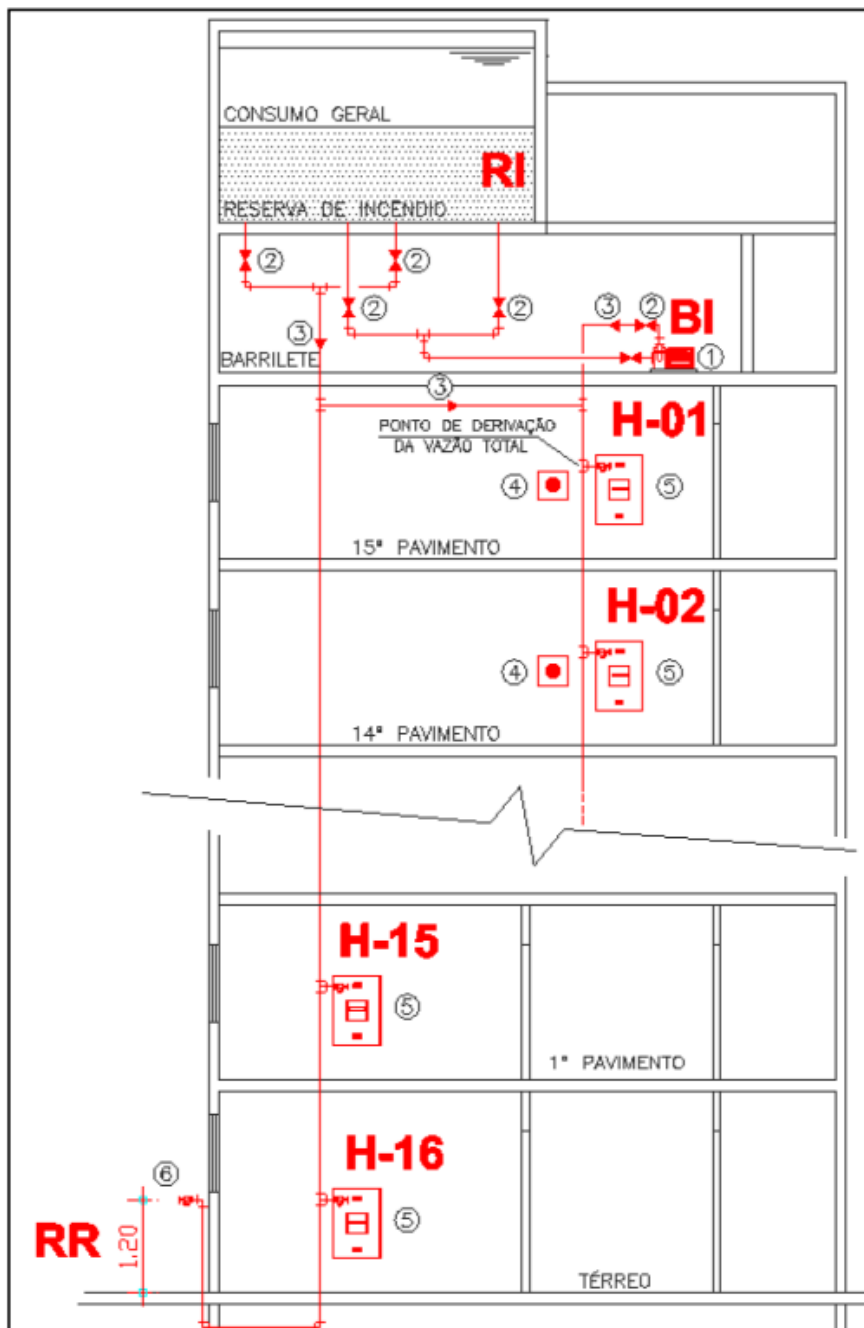 CONSUMO GERAL
RI
RESERVA DE INCÊNDIO
② ② ② ②
③ ③ ② BI
BARRILETE ①
③
H-01
PONTO DE DERIVAÇÃO
DA VAZÃO TOTAL
④ ⑤
15º PAVIMENTO
H-02
④ ⑤
14º PAVIMENTO
H-15
⑤
1º PAVIMENTO
H-16
⑥
⑤
RR 1.20
TÉRREO